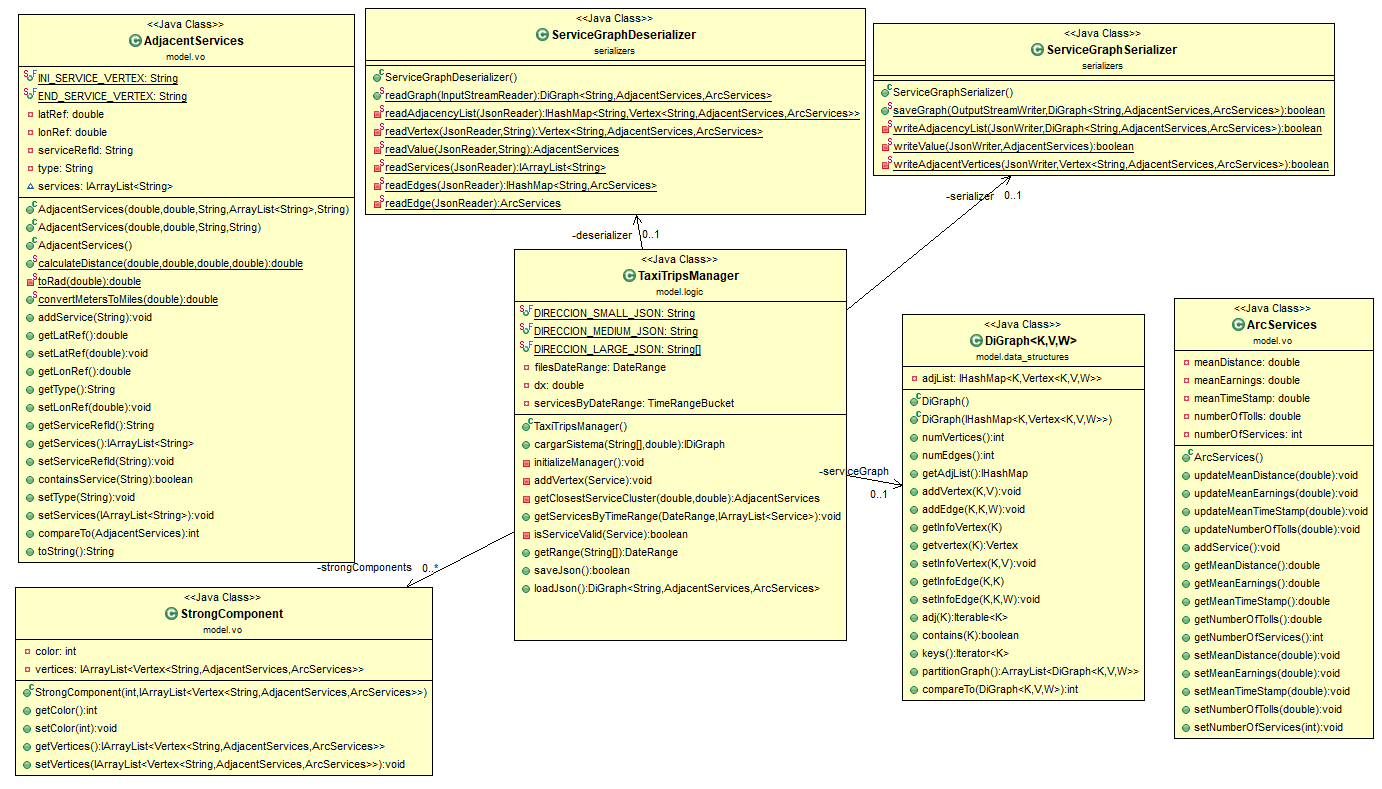 <<Java Class>>
AdjacentServices
model.vo
INI_SERVICE_VERTEX: String
END_SERVICE_VERTEX: String
latRef: double
lonRef: double
serviceRefId: String
type: String
services: IArrayList<String>
AdjacentServices(double,double,String,ArrayList<String>,String)
AdjacentServices(double,double,String,String)
AdjacentServices()
calculateDistance(double,double,double,double):double
toRad(double):double
convertMetersToMiles(double):double
addService(String):void
getLatRef():double
setLatRef(double):void
getLonRef():double
getType():String
setLonRef(double):void
getServiceRefId():String
getServices():IArrayList<String>
setServiceRefId(String):void
containsService(String):boolean
setType(String):void
setServices(IArrayList<String>):void
compareTo(AdjacentServices):int
toString():String
<<Java Class>>
ServiceGraphDeserializer
serializers
ServiceGraphDeserializer()
readGraph(InputStreamReader):DiGraph<String,AdjacentServices,ArcServices>
readAdjacencyList(JsonReader):IHashMap<String,Vertex<String,AdjacentServices,ArcServices>>
readVertex(JsonReader,String):Vertex<String,AdjacentServices,ArcServices>
readValue(JsonReader,String):AdjacentServices
readServices(JsonReader):IArrayList<String>
readEdges(JsonReader):IHashMap<String,ArcServices>
readEdge(JsonReader):ArcServices
<<Java Class>>
ServiceGraphSerializer
serializers
ServiceGraphSerializer()
saveGraph(OutputStreamWriter,DiGraph<String,AdjacentServices,ArcServices>):boolean
writeAdjacencyList(JsonWriter,DiGraph<String,AdjacentServices,ArcServices>):boolean
writeValue(JsonWriter,AdjacentServices):boolean
writeAdjacentVertices(JsonWriter,Vertex<String,AdjacentServices,ArcServices>):boolean
-deserializer 0..1
-serializer 0..1
<<Java Class>>
TaxiTripsManager
model.logic
DIRECCION_SMALL_JSON: String
DIRECCION_MEDIUM_JSON: String
DIRECCION_LARGE_JSON: String[]
filesDateRange: DateRange
dx: double
servicesByDateRange: TimeRangeBucket
TaxiTripsManager()
cargarSistema(String[],double):IDiGraph
initializeManager():void
addVertex(Service):void
getClosestServiceCluster(double,double):AdjacentServices
getServicesByTimeRange(DateRange,IArrayList<Service>):void
isServiceValid(Service):boolean
getRange(String[]):DateRange
saveJson():boolean
loadJson():DiGraph<String,AdjacentServices,ArcServices>
-serviceGraph
0..1
<<Java Class>>
DiGraph<K,V,W>
model.data_structures
adjList: IHashMap<K,Vertex<K,V,W>>
DiGraph()
DiGraph(IHashMap<K,Vertex<K,V,W>>)
numVertices():int
numEdges():int
getAdjList():IHashMap
addVertex(K,V):void
addEdge(K,K,W):void
getInfoVertex(K)
getvertex(K):Vertex
setInfoVertex(K,V):void
getInfoEdge(K,K)
setInfoEdge(K,K,W):void
adj(K):Iterable<K>
contains(K):boolean
keys():Iterator<K>
partitionGraph():ArrayList<DiGraph<K,V,W>>
compareTo(DiGraph<K,V,W>):int
<<Java Class>>
ArcServices
model.vo
meanDistance: double
meanEarnings: double
meanTimeStamp: double
numberOfTolls: double
numberOfServices: int
ArcServices()
updateMeanDistance(double):void
updateMeanEarnings(double):void
updateMeanTimeStamp(double):void
updateNumberOfTolls(double):void
addService():void
getMeanDistance():double
getMeanEarnings():double
getMeanTimeStamp():double
getNumberOfTolls():double
getNumberOfServices():int
setMeanDistance(double):void
setMeanEarnings(double):void
setMeanTimeStamp(double):void
setNumberOfTolls(double):void
setNumberOfServices(int):void
-strongComponents 0..*
<<Java Class>>
StrongComponent
model.vo
color: int
vertices: IArrayList<Vertex<String,AdjacentServices,ArcServices>>
StrongComponent(int,IArrayList<Vertex<String,AdjacentServices,ArcServices>>)
getColor():int
setColor(int):void
getVertices():IArrayList<Vertex<String,AdjacentServices,ArcServices>>
setVertices(IArrayList<Vertex<String,AdjacentServices,ArcServices>>):void